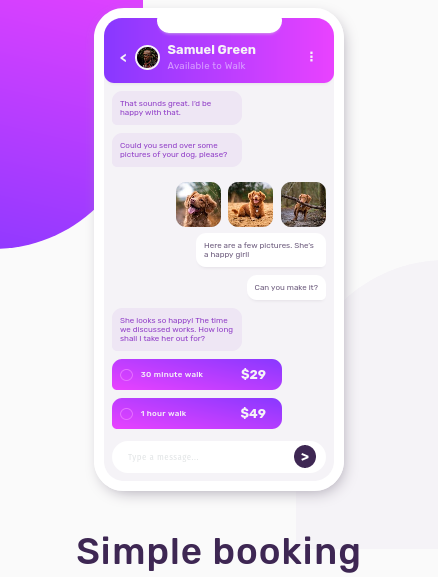 Samuel Green
Available to Walk
That sounds great. I'd be
happy with that.
Could you send over some
pictures of your dog, please?
Here are a few pictures. She's
a happy girl!
Can you make it?
She looks so happy! The time
we discussed works. How long
shall I take her out for?
30 minute walk $29
1 hour walk $49
Type a message...
Simple booking